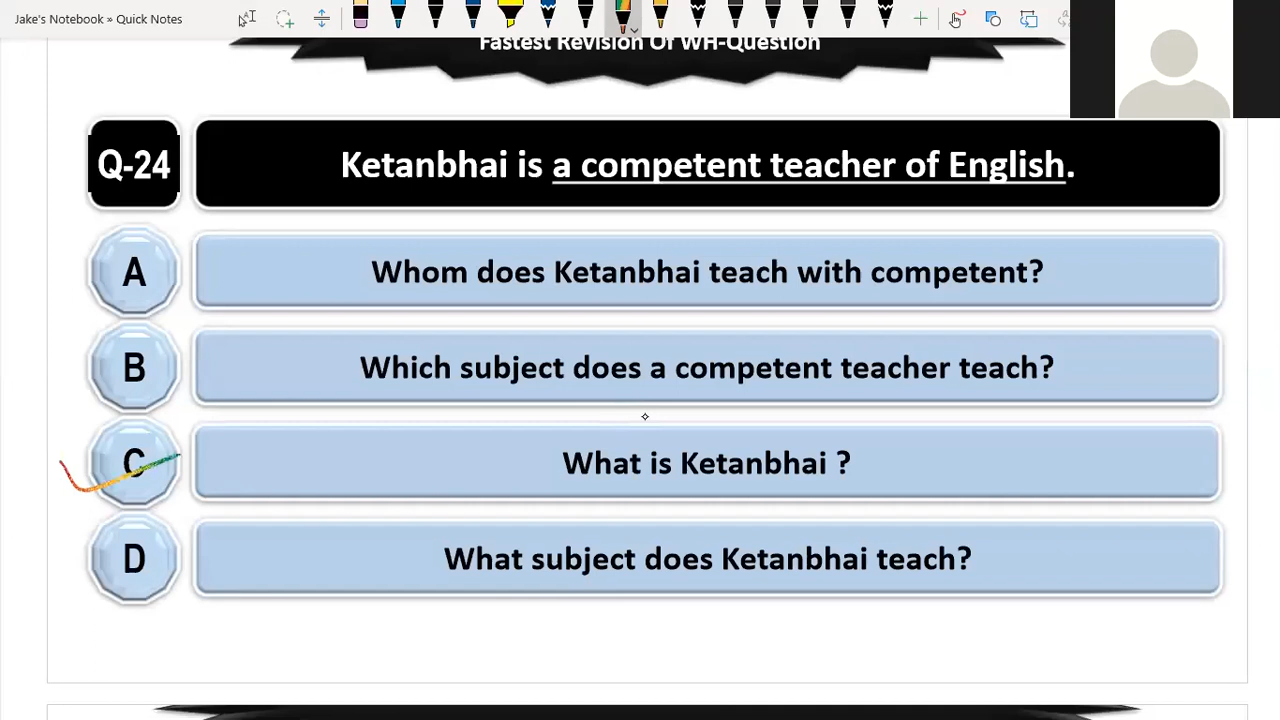 Jake's Notebook » Quick Notes
Fastest Revision Of WH-Question
Q-24
Ketanbhai is a competent teacher of English.
A
Whom does Ketanbhai teach with competent?
B
Which subject does a competent teacher teach?
C
What is Ketanbhai ?
D
What subject does Ketanbhai teach?